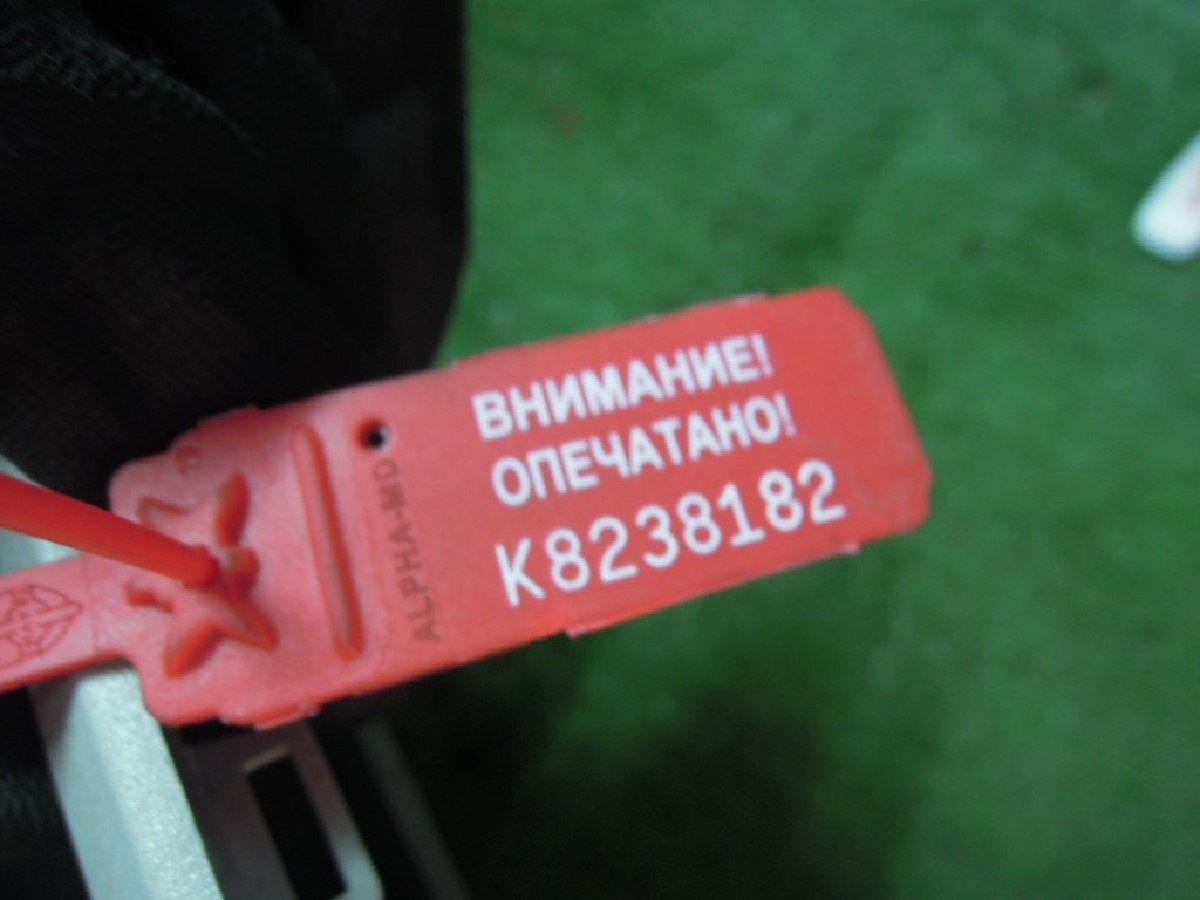 ВНИМАНИЕ!
ОПЕЧАТАНО!
K8238182
ALPHA-MD